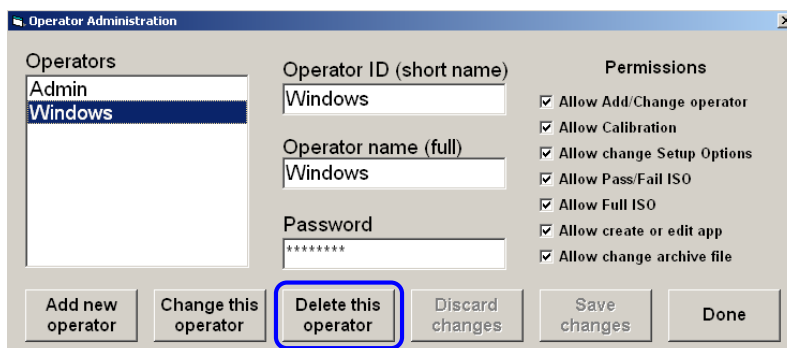 Operator Administration
Operators
Admin
Windows
Operator ID (short name)
Windows
Operator name (full)
Windows
Password
********
Permissions
Allow Add/Change operator
Allow Calibration
Allow change Setup Options
Allow Pass/Fail ISO
Allow Full ISO
Allow create or edit app
Allow change archive file
Add new
operator
Change this
operator
Delete this
operator
Discard
changes
Save
changes
Done